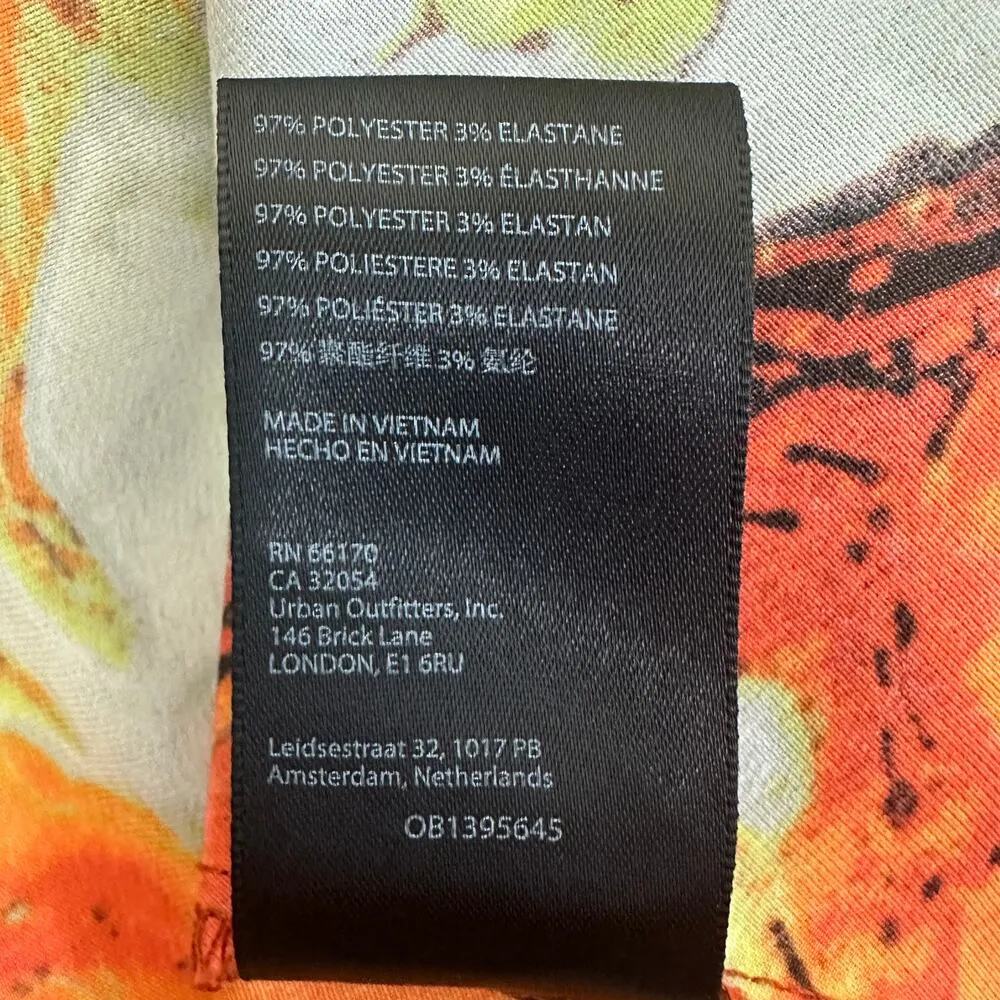 97% POLYESTER 3% ELASTANE
97% POLYESTER 3% ÉLASTHANNE
97% POLYESTER 3% ELASTAN
97% POLIESTERE 3% ELASTAN
97% POLIÉSTER 3% ELASTANE
97% 聚酯纤维 3% 氨纶
MADE IN VIETNAM
HECHO EN VIETNAM
RN 66170
CA 32054
Urban Outfitters, Inc.
146 Brick Lane
LONDON, E1 6RU
Leidsestraat 32, 1017 PB
Amsterdam, Netherlands
OB1395645